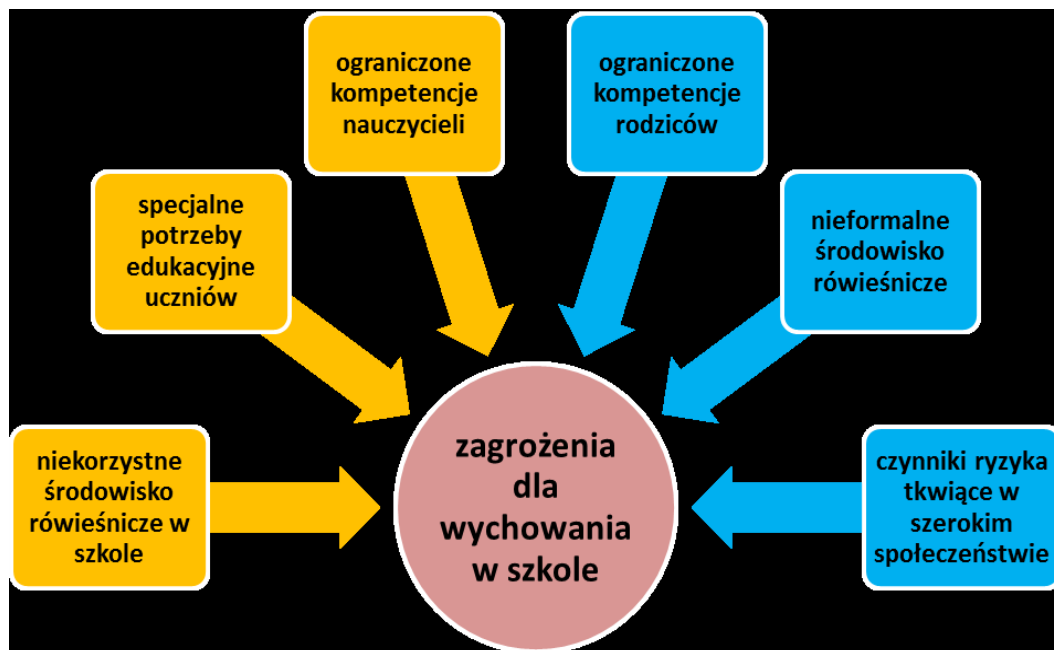 ograniczone
kompetencje
nauczycieli
ograniczone
kompetencje
rodziców
specjalne
potrzeby
edukacyjne
uczniów
nieformalne
środowisko
rówieśnicze
niekorzystne
środowisko
rówieśnicze w
szkole
zagrożenia
dla
wychowania
w szkole
czynniki ryzyka
tkwiące w
szerokim
społeczeństwie